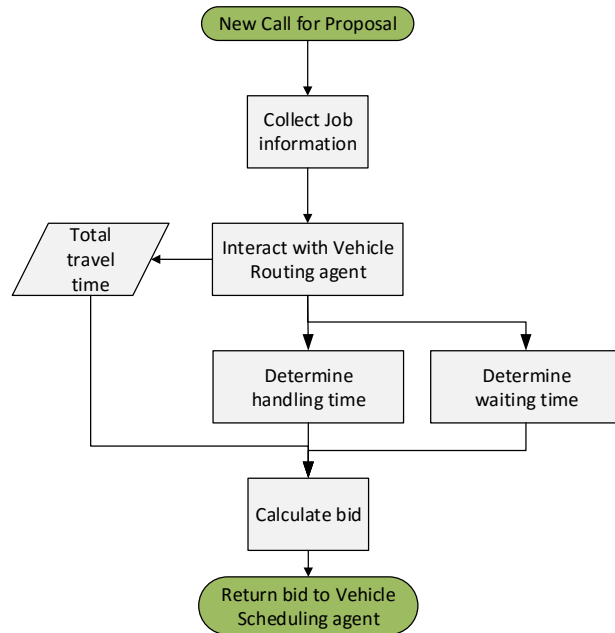 New Call for Proposal
Collect Job
information
Total
travel
time
Interact with Vehicle
Routing agent
Determine
handling time
Determine
waiting time
Calculate bid
Return bid to Vehicle
Scheduling agent